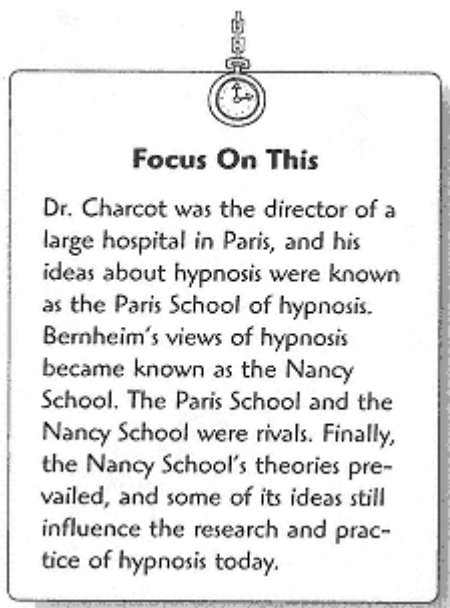 Focus On This
Dr. Charcot was the director of a
large hospital in Paris, and his
ideas about hypnosis were known
as the Paris School of hypnosis.
Bernheim's views of hypnosis
became known as the Nancy
School. The Paris School and the
Nancy School were rivals. Finally,
the Nancy School's theories pre-
vailed, and some of its ideas still
influence the research and prac-
tice of hypnosis today.